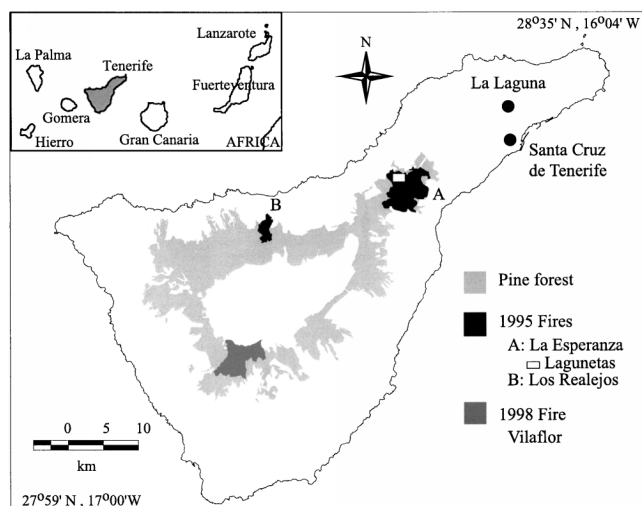 28°35' N , 16°04' W
Lanzarote
La Palma
Tenerife
Fuerteventura
Gomera
Hierro
Gran Canaria
AFRICA
N
La Laguna
Santa Cruz
de Tenerife
B
A
Pine forest
1995 Fires
A: La Esperanza
Lagunetas
B: Los Realejos
1998 Fire
Vilaflor
0 5 10
km
27°59' N , 17°00'W